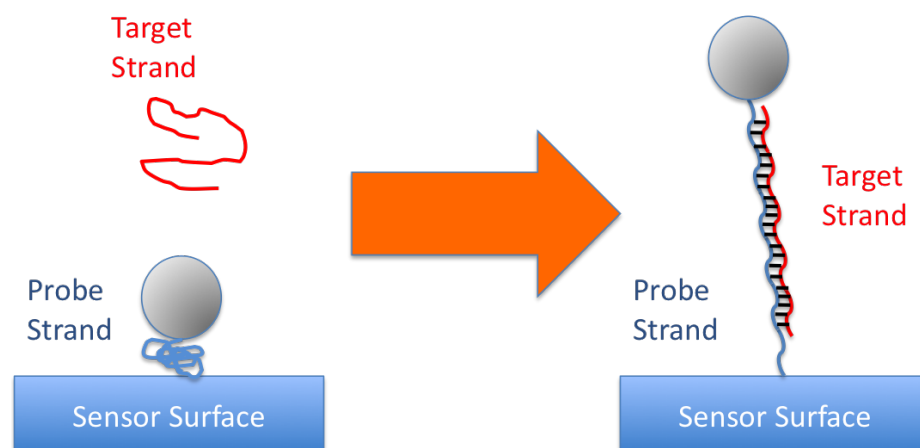 Target
Strand
Probe
Strand
Sensor Surface
Target
Strand
Probe
Strand
Sensor Surface